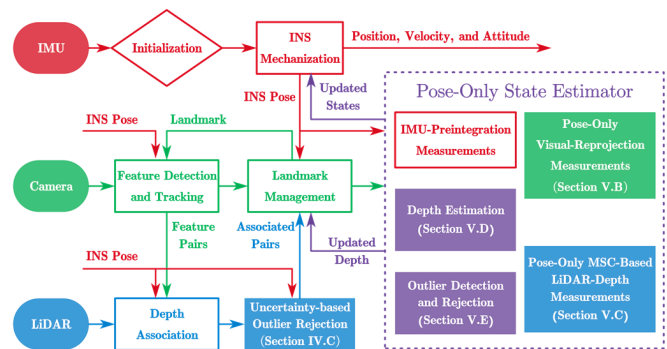 IMU
Initialization
INS
Mechanization
Position, Velocity, and Attitude
Updated
States
INS Pose
Pose-Only State Estimator
INS Pose
Landmark
IMU-Preintegration
Measurements
Pose-Only
Visual-Reprojection
Measurements
(Section V.B)
Camera
Feature Detection
and Tracking
Landmark
Management
Feature
Pairs
Associated
Pairs
Updated
Depth
Depth Estimation
(Section V.D)
INS Pose
Outlier Detection
and Rejection
(Section V.E)
Pose-Only MSC-Based
LiDAR-Depth
Measurements
(Section V.C)
LiDAR
Depth
Association
Uncertainty-based
Outlier Rejection
(Section IV.C)